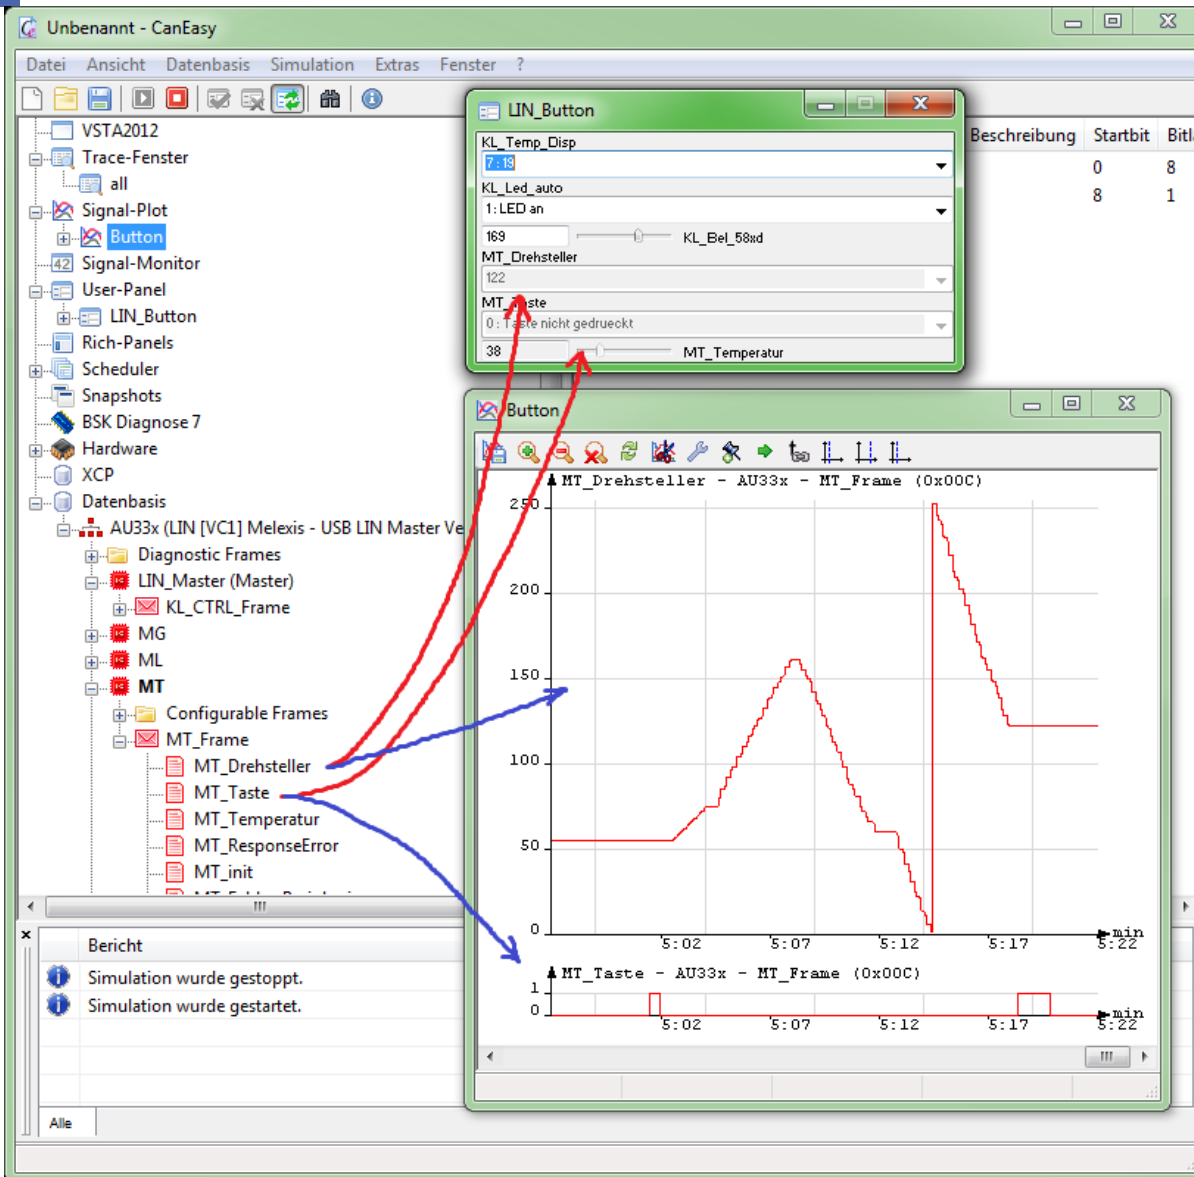 Unbenannt - CanEasy
Datei Ansicht Datenbasis Simulation Extras Fenster ?
VSTA2012
Trace-Fenster
all
Signal-Plot
Button
42 Signal-Monitor
User-Panel
LIN_Button
Rich-Panels
Scheduler
Snapshots
BSK Diagnose 7
Hardware
XCP
Datenbasis
AU33x (LIN [VC1] Melexis - USB LIN Master Ve
Diagnostic Frames
LIN_Master (Master)
KL_CTRL_Frame
MG
ML
MT
Configurable Frames
MT_Frame
MT_Drehsteller
MT_Taste
MT_Temperatur
MT_ResponseError
MT_init
LIN_Button
KL_Temp_Disp
7 : 19
KL_Led_auto
1: LED an
169 KL_Bel_58xd
MT_Drehsteller
122
MT_Taste
0 : Taste nicht gedrueckt
38 MT_Temperatur
Beschreibung Startbit Bitl
0 8
8 1
Button
MT_Drehsteller - AU33x - MT_Frame (0x00C)
250
200
150
100
50
0
5:02 5:07 5:12 5:17 5:22 min
MT_Taste - AU33x - MT_Frame (0x00C)
1
0
5:02 5:07 5:12 5:17 5:22 min
Bericht
Simulation wurde gestoppt.
Simulation wurde gestartet.
Alle